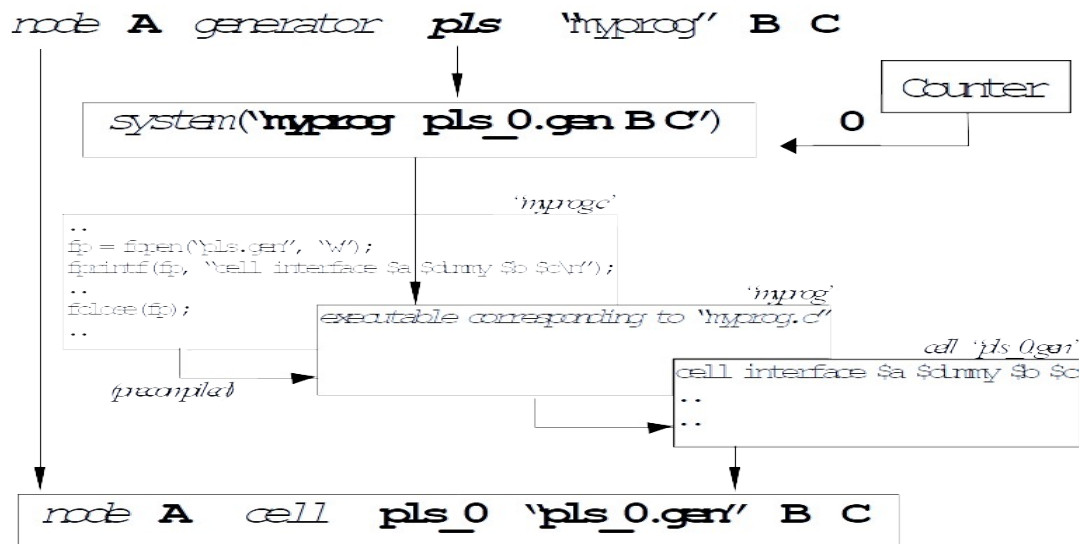 node A generator pls "myprog" B C
Counter
system("myprog pls_0.gen B C")
0
"myprog.c"
..
fp = fopen("pls.gen", "w");
fprintf(fp, "cell interface $a $dummy $b $c\n");
..
fclose(fp);
..
"myprog"
executable corresponding to "myprog.c"
(precompiled)
cell "pls_0.gen"
cell interface $a $dummy $b $c
..
..
node A cell pls_0 "pls_0.gen" B C